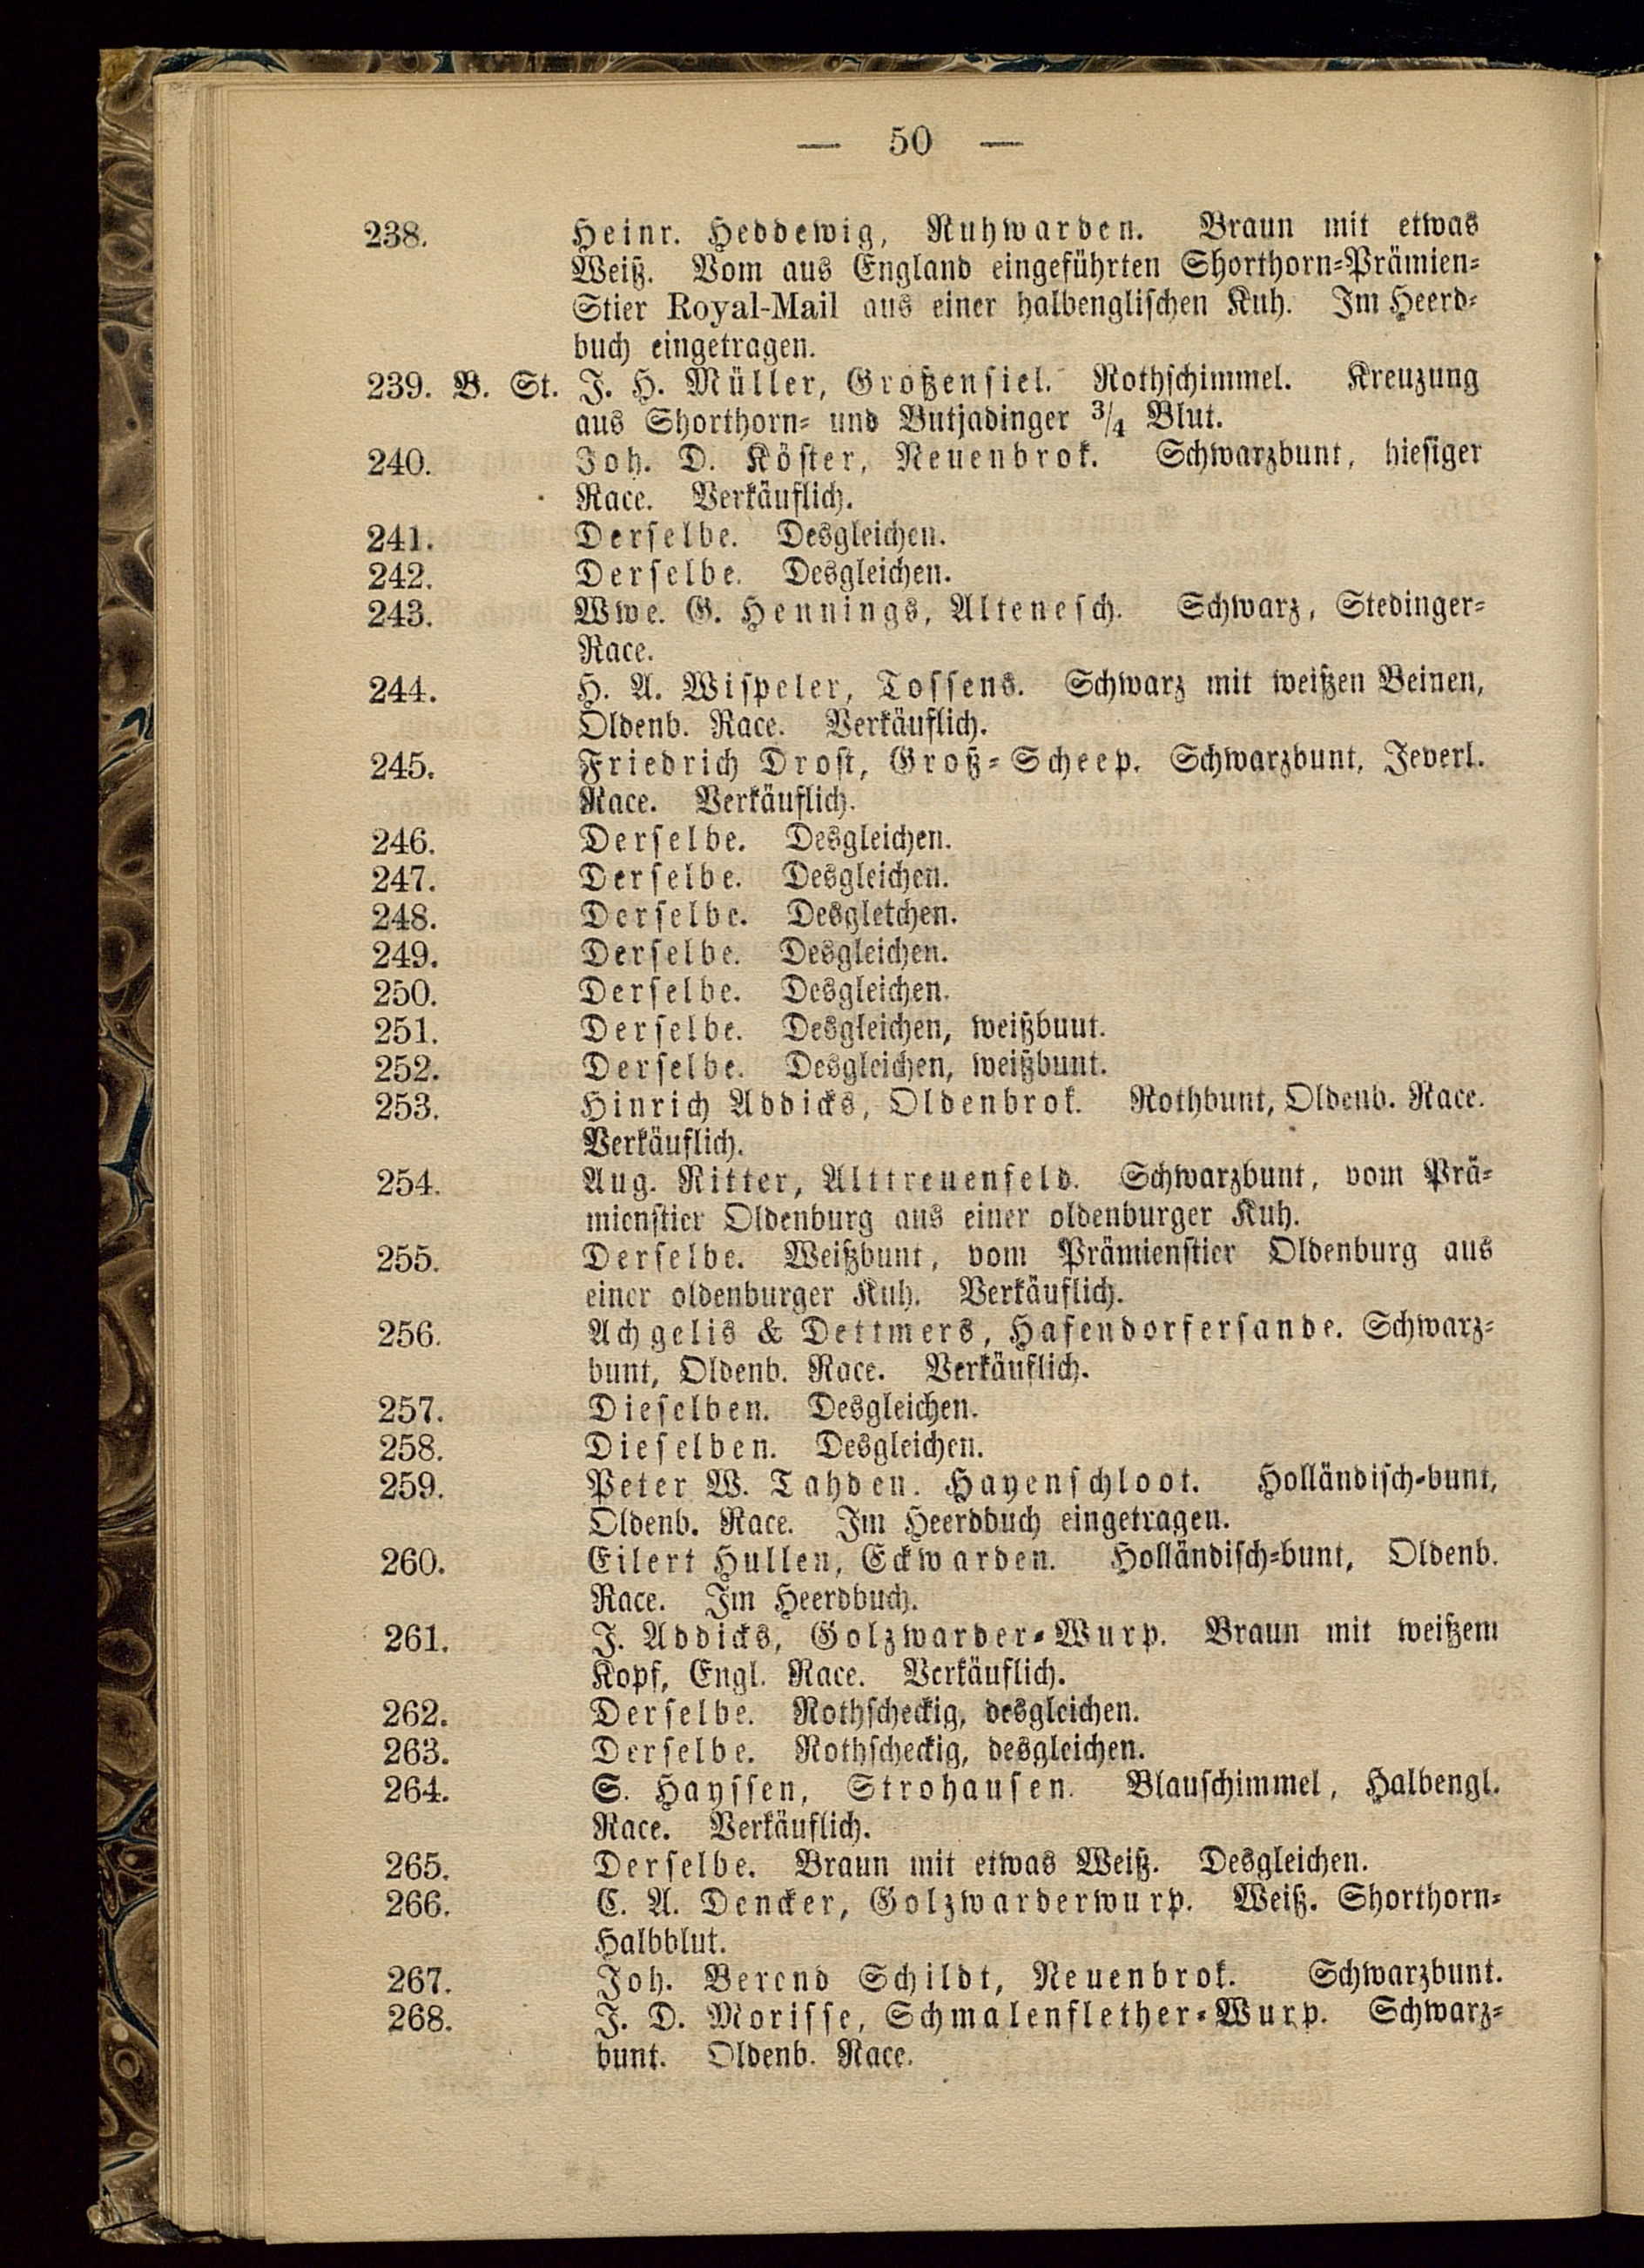 — 50 —
238. Heinr. Heddewig, Ruhwarden. Braun mit etwas
Weiß. Vom aus England eingeführten Shorthorn-Prämien-
Stier Royal-Mail aus einer halbenglischen Kuh. Im Heerd-
buch eingetragen.
239. B. St. J. H. Müller, Großensiel. Rothschimmel. Kreuzung
aus Shorthorn- und Butjadinger 3/4 Blut.
240. Joh. D. Köster, Neuenbrok. Schwarzbunt, hiesiger
Race. Verkäuflich.
241. Derselbe. Desgleichen.
242. Derselbe. Desgleichen.
243. Wwe. G. Hennings, Altenesch. Schwarz, Stedinger-
Race.
244. H. A. Wispeler, Tossens. Schwarz mit weißen Beinen,
Oldenb. Race. Verkäuflich.
245. Friedrich Drost, Groß-Scheep. Schwarzbunt, Jeverl.
Race. Verkäuflich.
246. Derselbe. Desgleichen.
247. Derselbe. Desgleichen.
248. Derselbe. Desgletchen.
249. Derselbe. Desgleichen.
250. Derselbe. Desgleichen.
251. Derselbe. Desgleichen, weißbuut.
252. Derselbe. Desgleichen, weißbunt.
253. Hinrich Addicks, Oldenbrok. Rothbunt, Oldenb. Race.
Verkäuflich.
254. Aug. Ritter, Alttreuenfeld. Schwarzbunt, vom Prä-
mienstier Oldenburg aus einer oldenburger Kuh.
255. Derselbe. Weißbunt, vom Prämienstier Oldenburg aus
einer oldenburger Kuh. Verkäuflich.
256. Achgelis & Dettmers, Hafendorfersande. Schwarz-
bunt, Oldenb. Race. Verkäuflich.
257. Dieselben. Desgleichen.
258. Dieselben. Desgleichen.
259. Peter W. Tahden. Hayenschloot. Holländisch-bunt,
Oldenb. Race. Im Heerdbuch eingetragen.
260. Eilert Hullen, Eckwarden. Holländisch-bunt, Oldenb.
Race. Im Heerdbuch.
261. J. Addicks, Golzwarder-Wurp. Braun mit weißem
Kopf, Engl. Race. Verkäuflich.
262. Derselbe. Rothscheckig, desgleichen.
263. Derselbe. Rothscheckig, desgleichen.
264. S. Hayssen, Strohausen. Blauschimmel, Halbengl.
Race. Verkäuflich.
265. Derselbe. Braun mit etwas Weiß. Desgleichen.
266. C. A. Dencker, Golzwarderwurp. Weiß. Shorthorn-
Halbblut.
267. Joh. Berend Schildt, Neuenbrok. Schwarzbunt.
268. J. D. Morisse, Schmalenflether-Wurp. Schwarz-
bunt. Oldenb. Race.